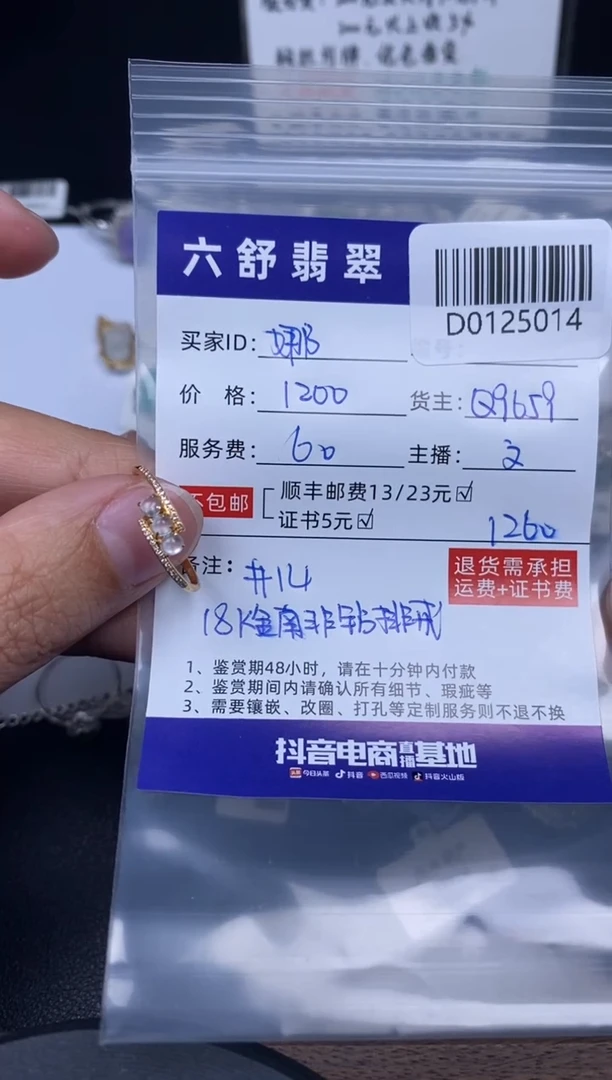 六舒翡翠
D0125014
买家ID: 娜
价 格: 1200 货主: Q9659
服务费: 60 主播: 文
不包邮 顺丰邮费13/23元☑
证书5元☑
1260
备注: #14
退货需承担
运费+证书费
18K金南非钻排戒
1、鉴赏期48小时，请在十分钟内付款
2、鉴赏期间内请确认所有细节、瑕疵等
3、需要镶嵌、改圈、打孔等定制服务则不退不换
抖音电商直播基地
今日头条 抖音 西瓜视频 抖音火山版